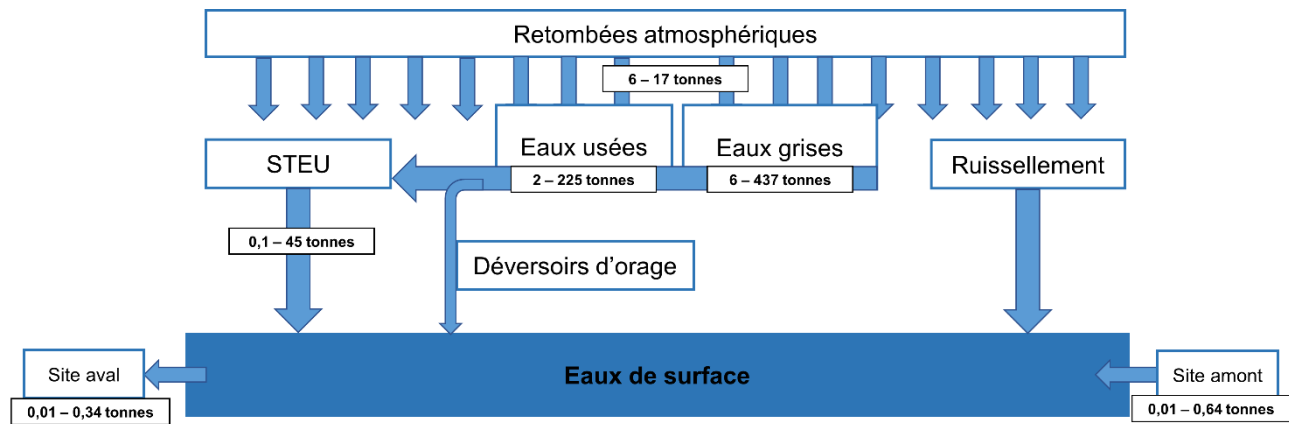 Retombées atmosphériques
6 – 17 tonnes
Eaux usées
Eaux grises
STEU
Ruissellement
2 – 225 tonnes
6 – 437 tonnes
0,1 – 45 tonnes
Déversoirs d'orage
Site aval
Eaux de surface
Site amont
0,01 – 0,34 tonnes
0,01 – 0,64 tonnes